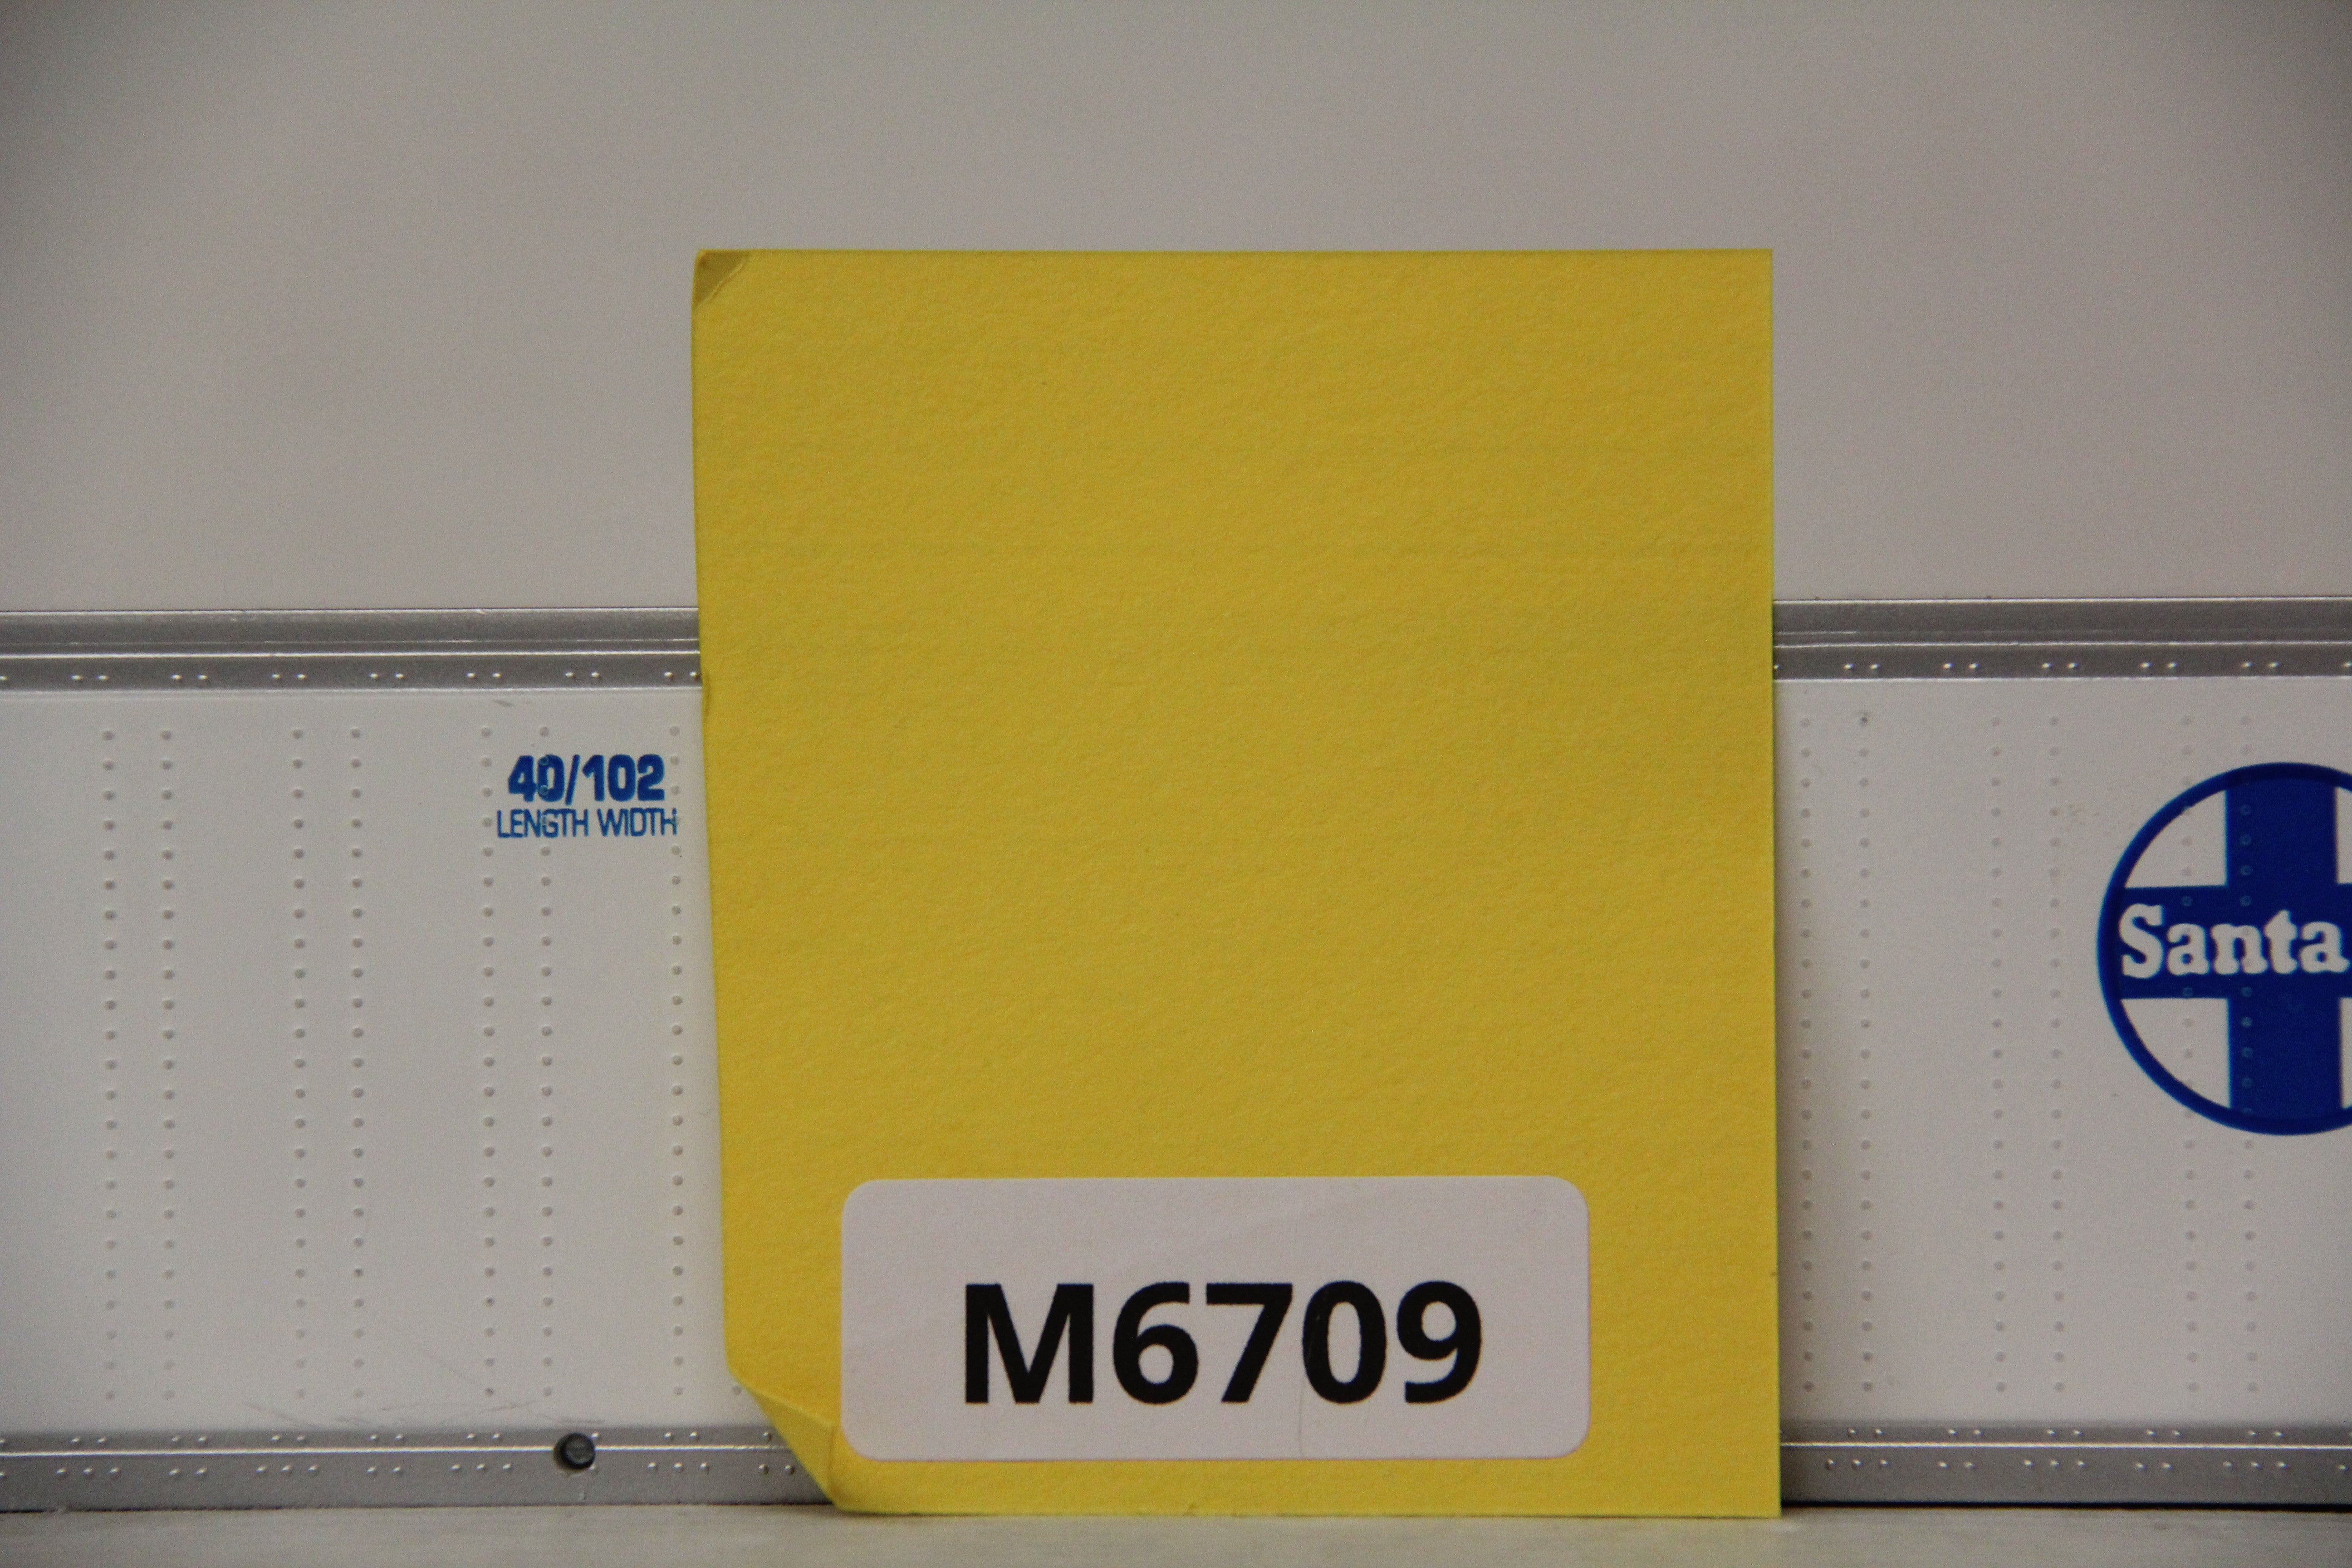 40/102
LENGTH WIDTH
Santa
M6709